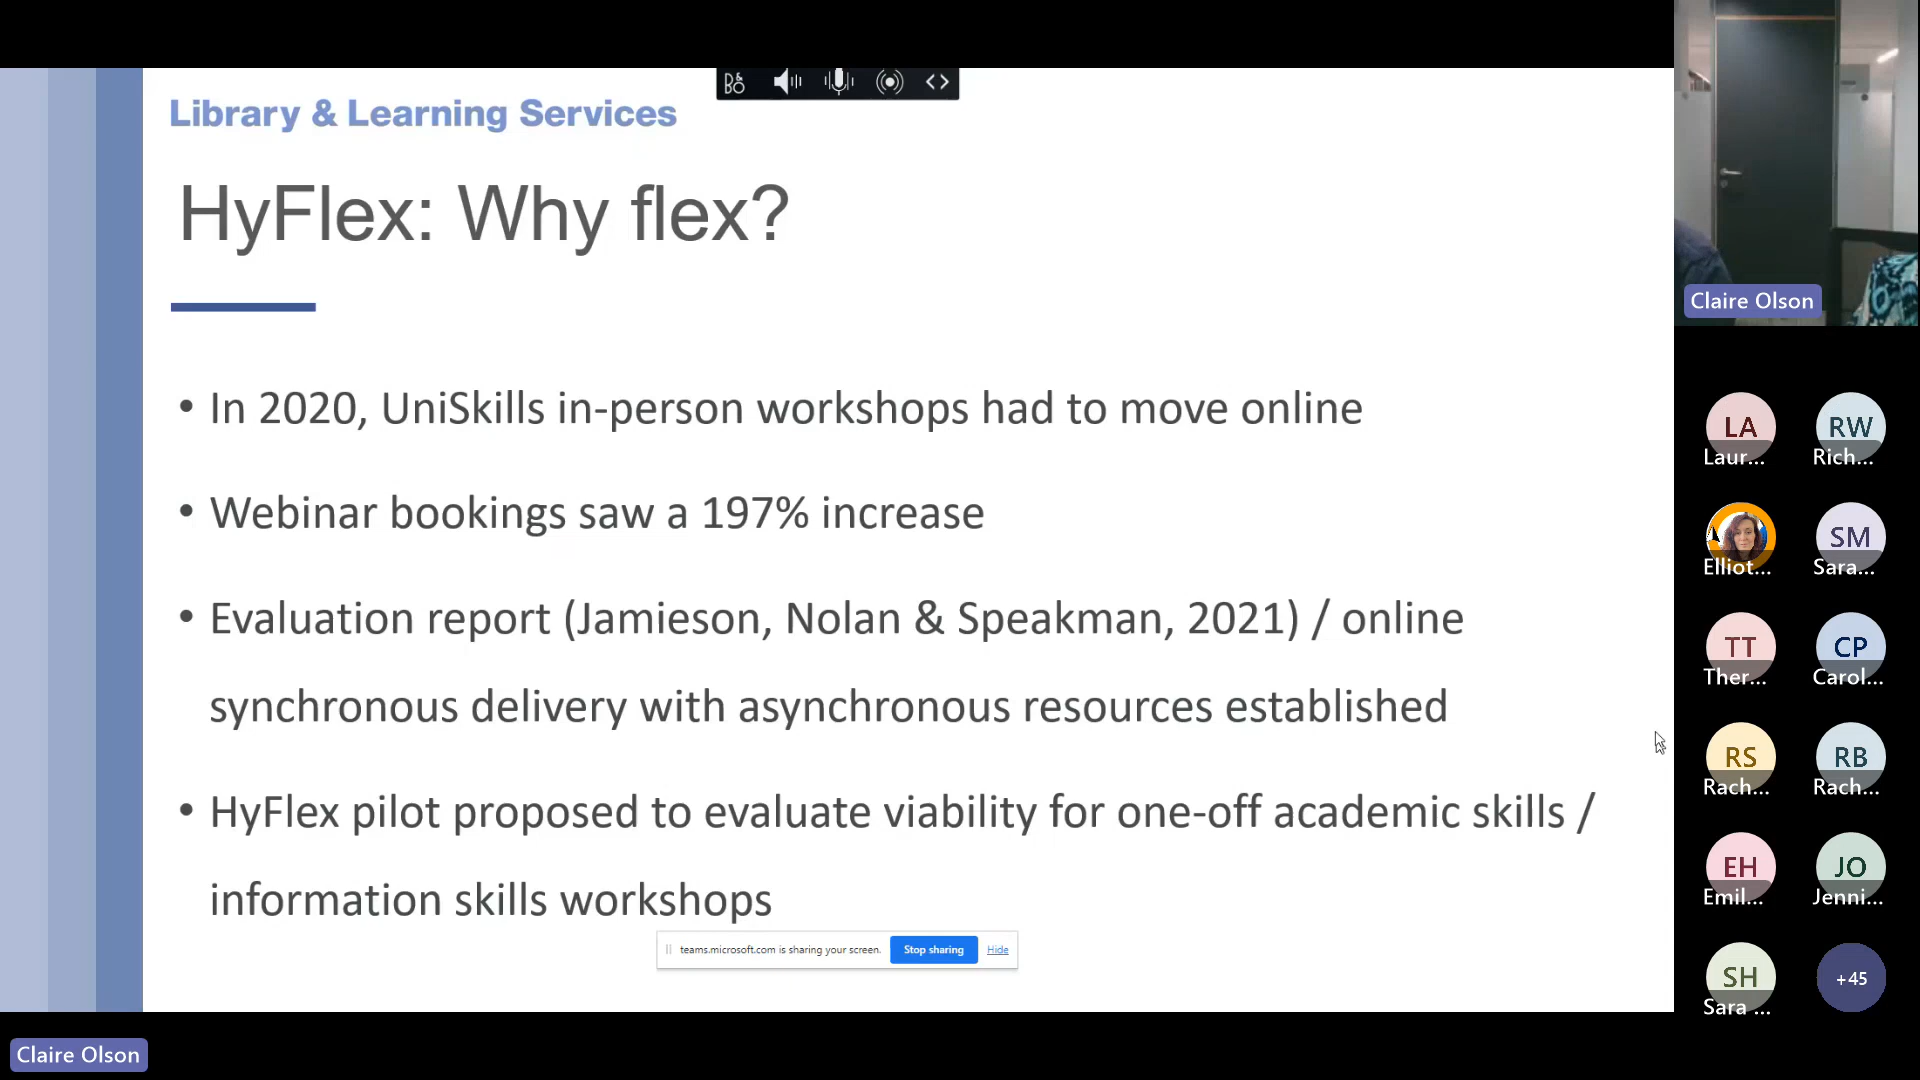 Library & Learning Services
HyFlex: Why flex?
• In 2020, UniSkills in-person workshops had to move online
• Webinar bookings saw a 197% increase
• Evaluation report (Jamieson, Nolan & Speakman, 2021) / online
synchronous delivery with asynchronous resources established
• HyFlex pilot proposed to evaluate viability for one-off academic skills /
information skills workshops
teams.microsoft.com is sharing your screen. Stop sharing Hide
Claire Olson
Claire Olson
LA RW
Laur... Rich...
SM
Elliot... Sara...
TT CP
Ther... Carol...
RS RB
Rach... Rach...
EH JO
Emil... Jenni...
SH +45
Sara ...